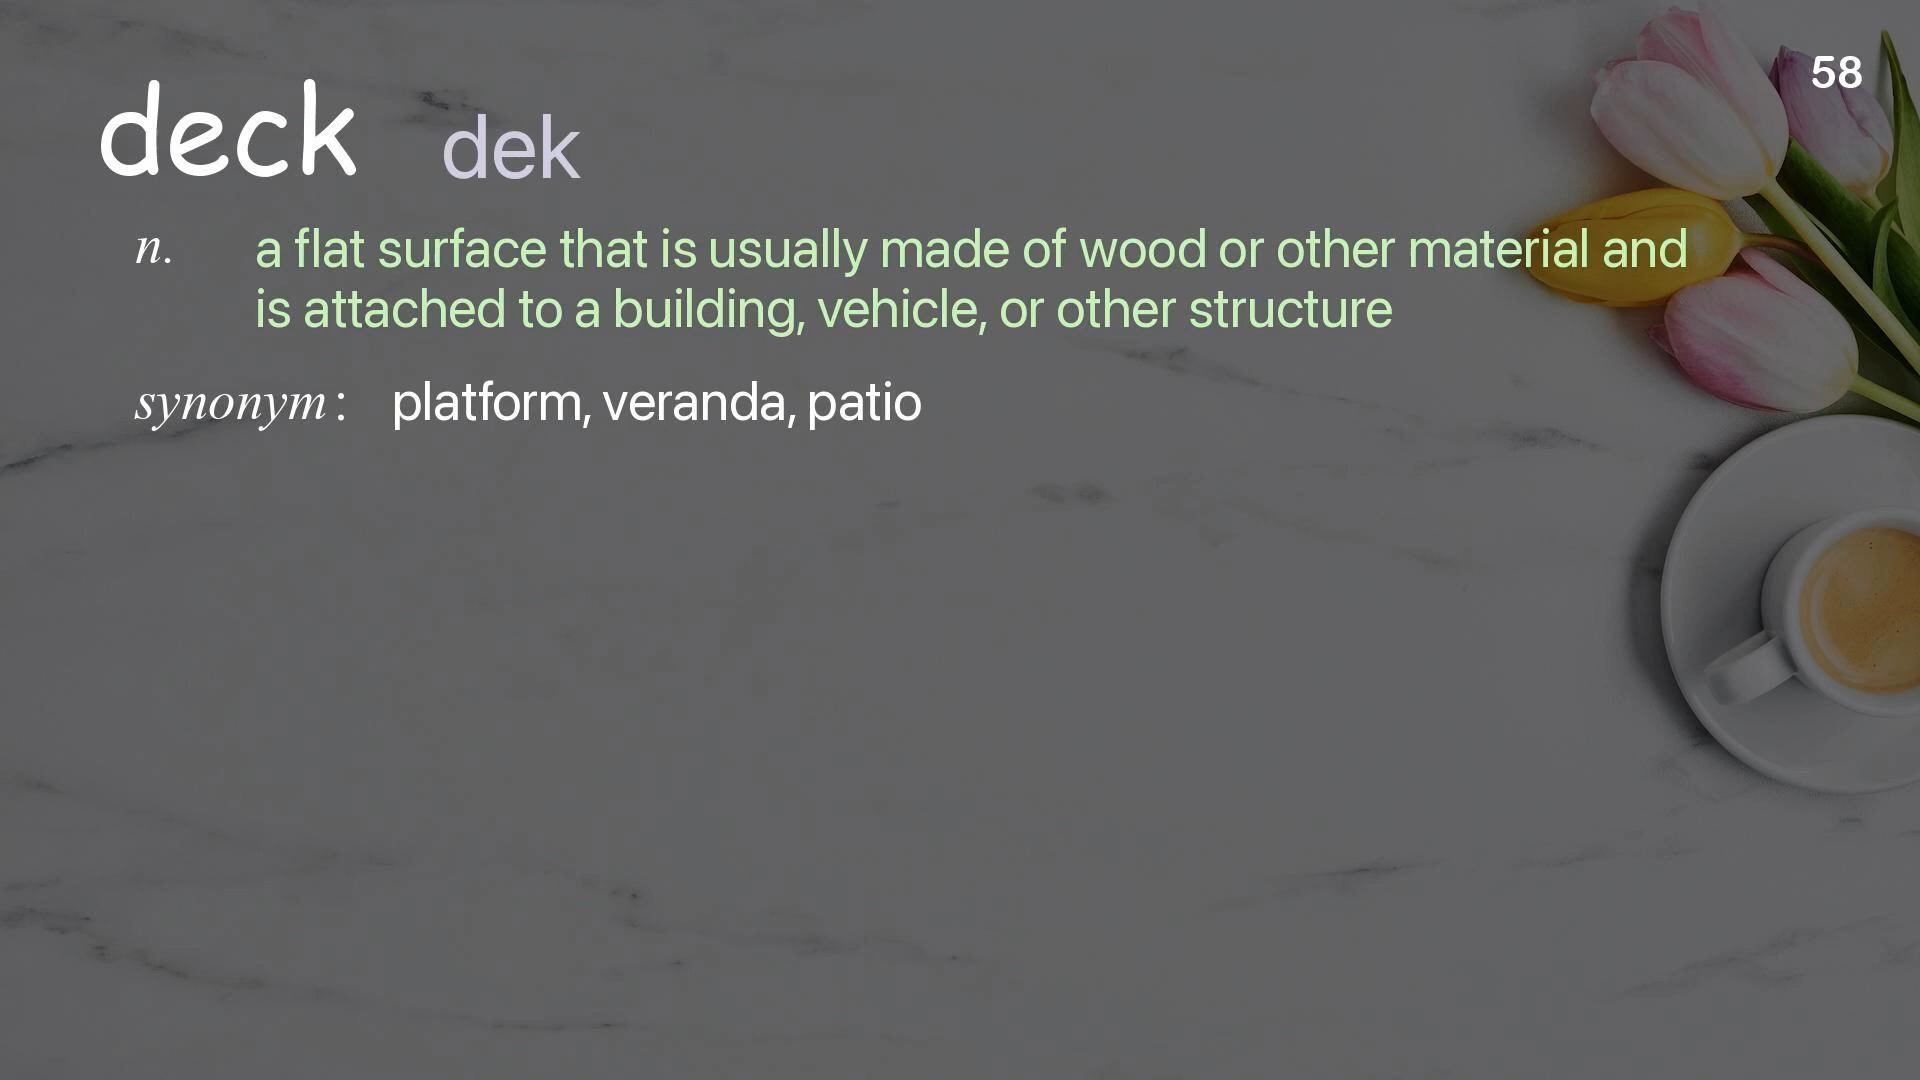 58
deck dek
n. a flat surface that is usually made of wood or other material and
is attached to a building, vehicle, or other structure
synonym : platform, veranda, patio